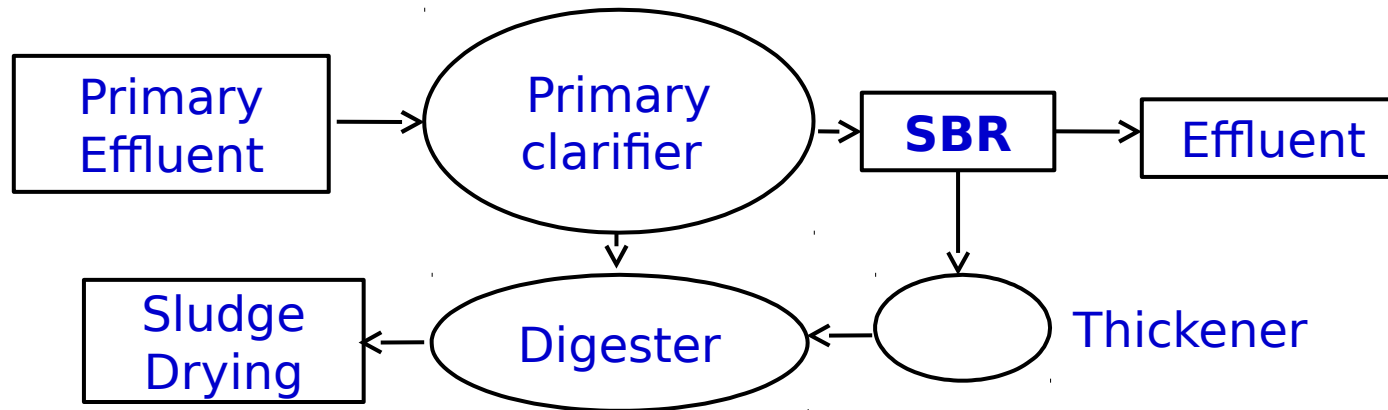 Primary
Effluent
Primary
clarifier
SBR
Effluent
Sludge
Drying
Digester
Thickener